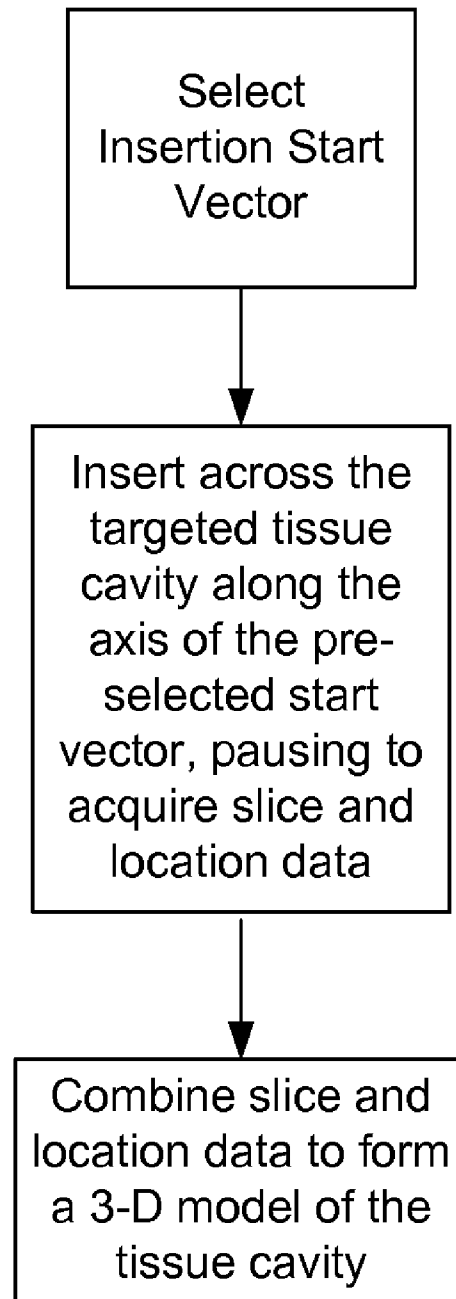 Select
Insertion Start
Vector
Insert across the
targeted tissue
cavity along the
axis of the pre-
selected start
vector, pausing to
acquire slice and
location data
Combine slice and
location data to form
a 3-D model of the
tissue cavity